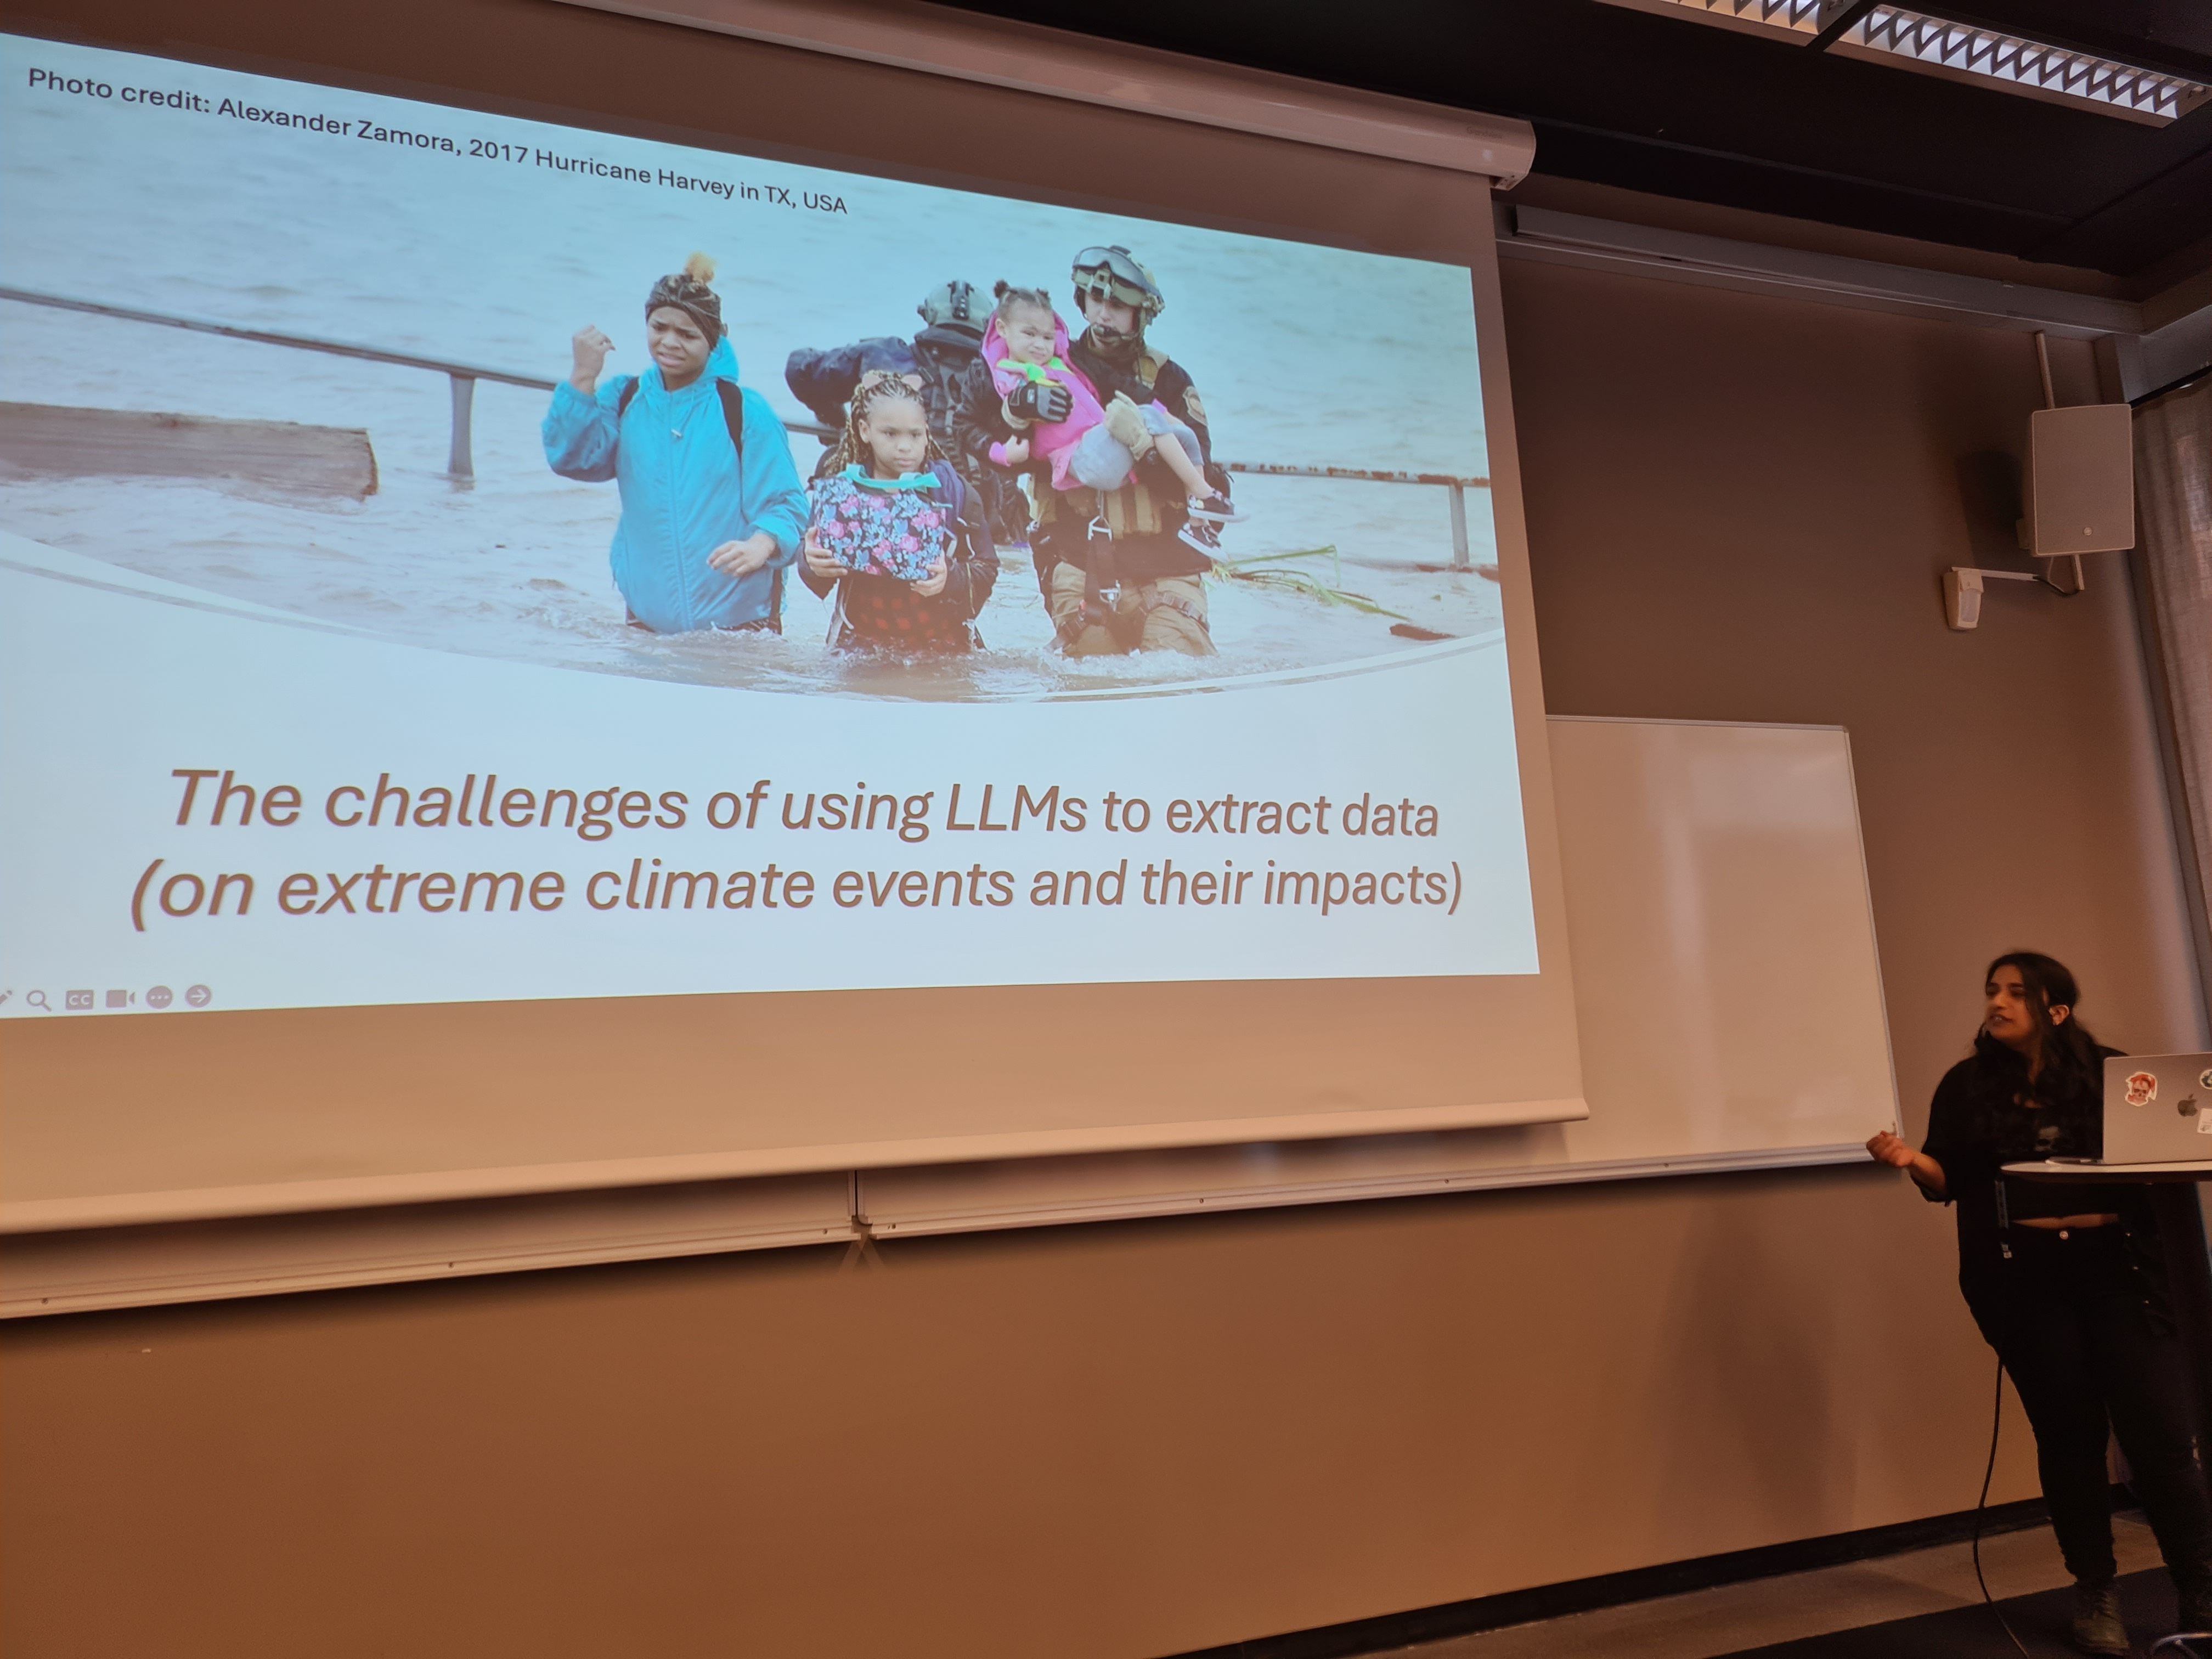 Photo credit: Alexander Zamora, 2017 Hurricane Harvey in TX, USA
The challenges of using LLMs to extract data
(on extreme climate events and their impacts)
CC